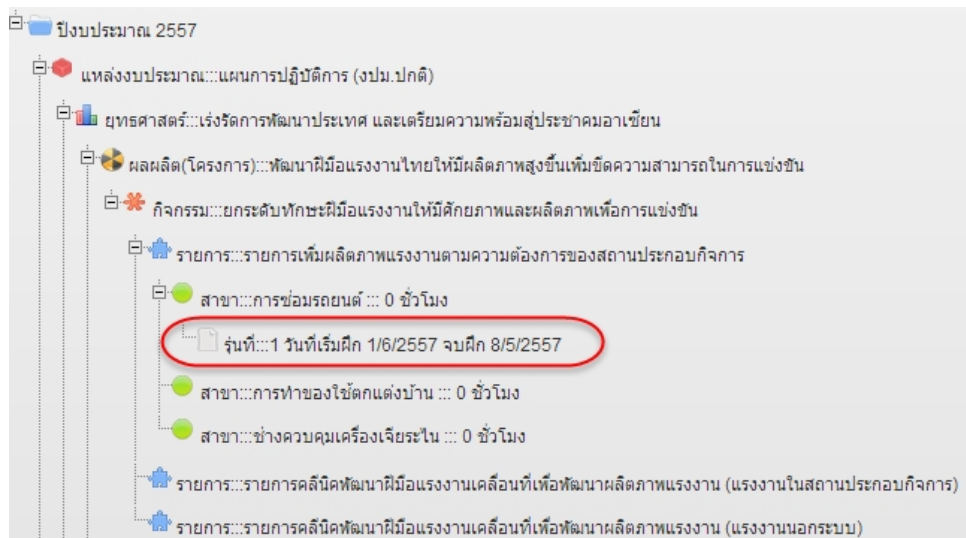 ปีงบประมาณ 2557
แหล่งงบประมาณ:::แผนการปฏิบัติการ (งปม.ปกติ)
ยุทธศาสตร์:::เร่งรัดการพัฒนาประเทศ และเตรียมความพร้อมสู่ประชาคมอาเซียน
ผลผลิต(โครงการ):::พัฒนาฝีมือแรงงานไทยให้มีผลิตภาพสูงขึ้นเพิ่มขีดความสามารถในการแข่งขัน
กิจกรรม:::ยกระดับทักษะฝีมือแรงงานให้มีศักยภาพและผลิตภาพเพื่อการแข่งขัน
รายการ:::รายการเพิ่มผลิตภาพแรงงานตามความต้องการของสถานประกอบกิจการ
สาขา:::การซ่อมรถยนต์ ::: 0 ชั่วโมง
รุ่นที่:::1 วันที่เริ่มฝึก 1/6/2557 จบฝึก 8/5/2557
สาขา:::การทำของใช้ตกแต่งบ้าน ::: 0 ชั่วโมง
สาขา:::ช่างควบคุมเครื่องเจียระไน ::: 0 ชั่วโมง
รายการ:::รายการคลีนิคพัฒนาฝีมือแรงงานเคลื่อนที่เพื่อพัฒนาผลิตภาพแรงงาน (แรงงานในสถานประกอบกิจการ)
รายการ:::รายการคลีนิคพัฒนาฝีมือแรงงานเคลื่อนที่เพื่อพัฒนาผลิตภาพแรงงาน (แรงงานนอกระบบ)